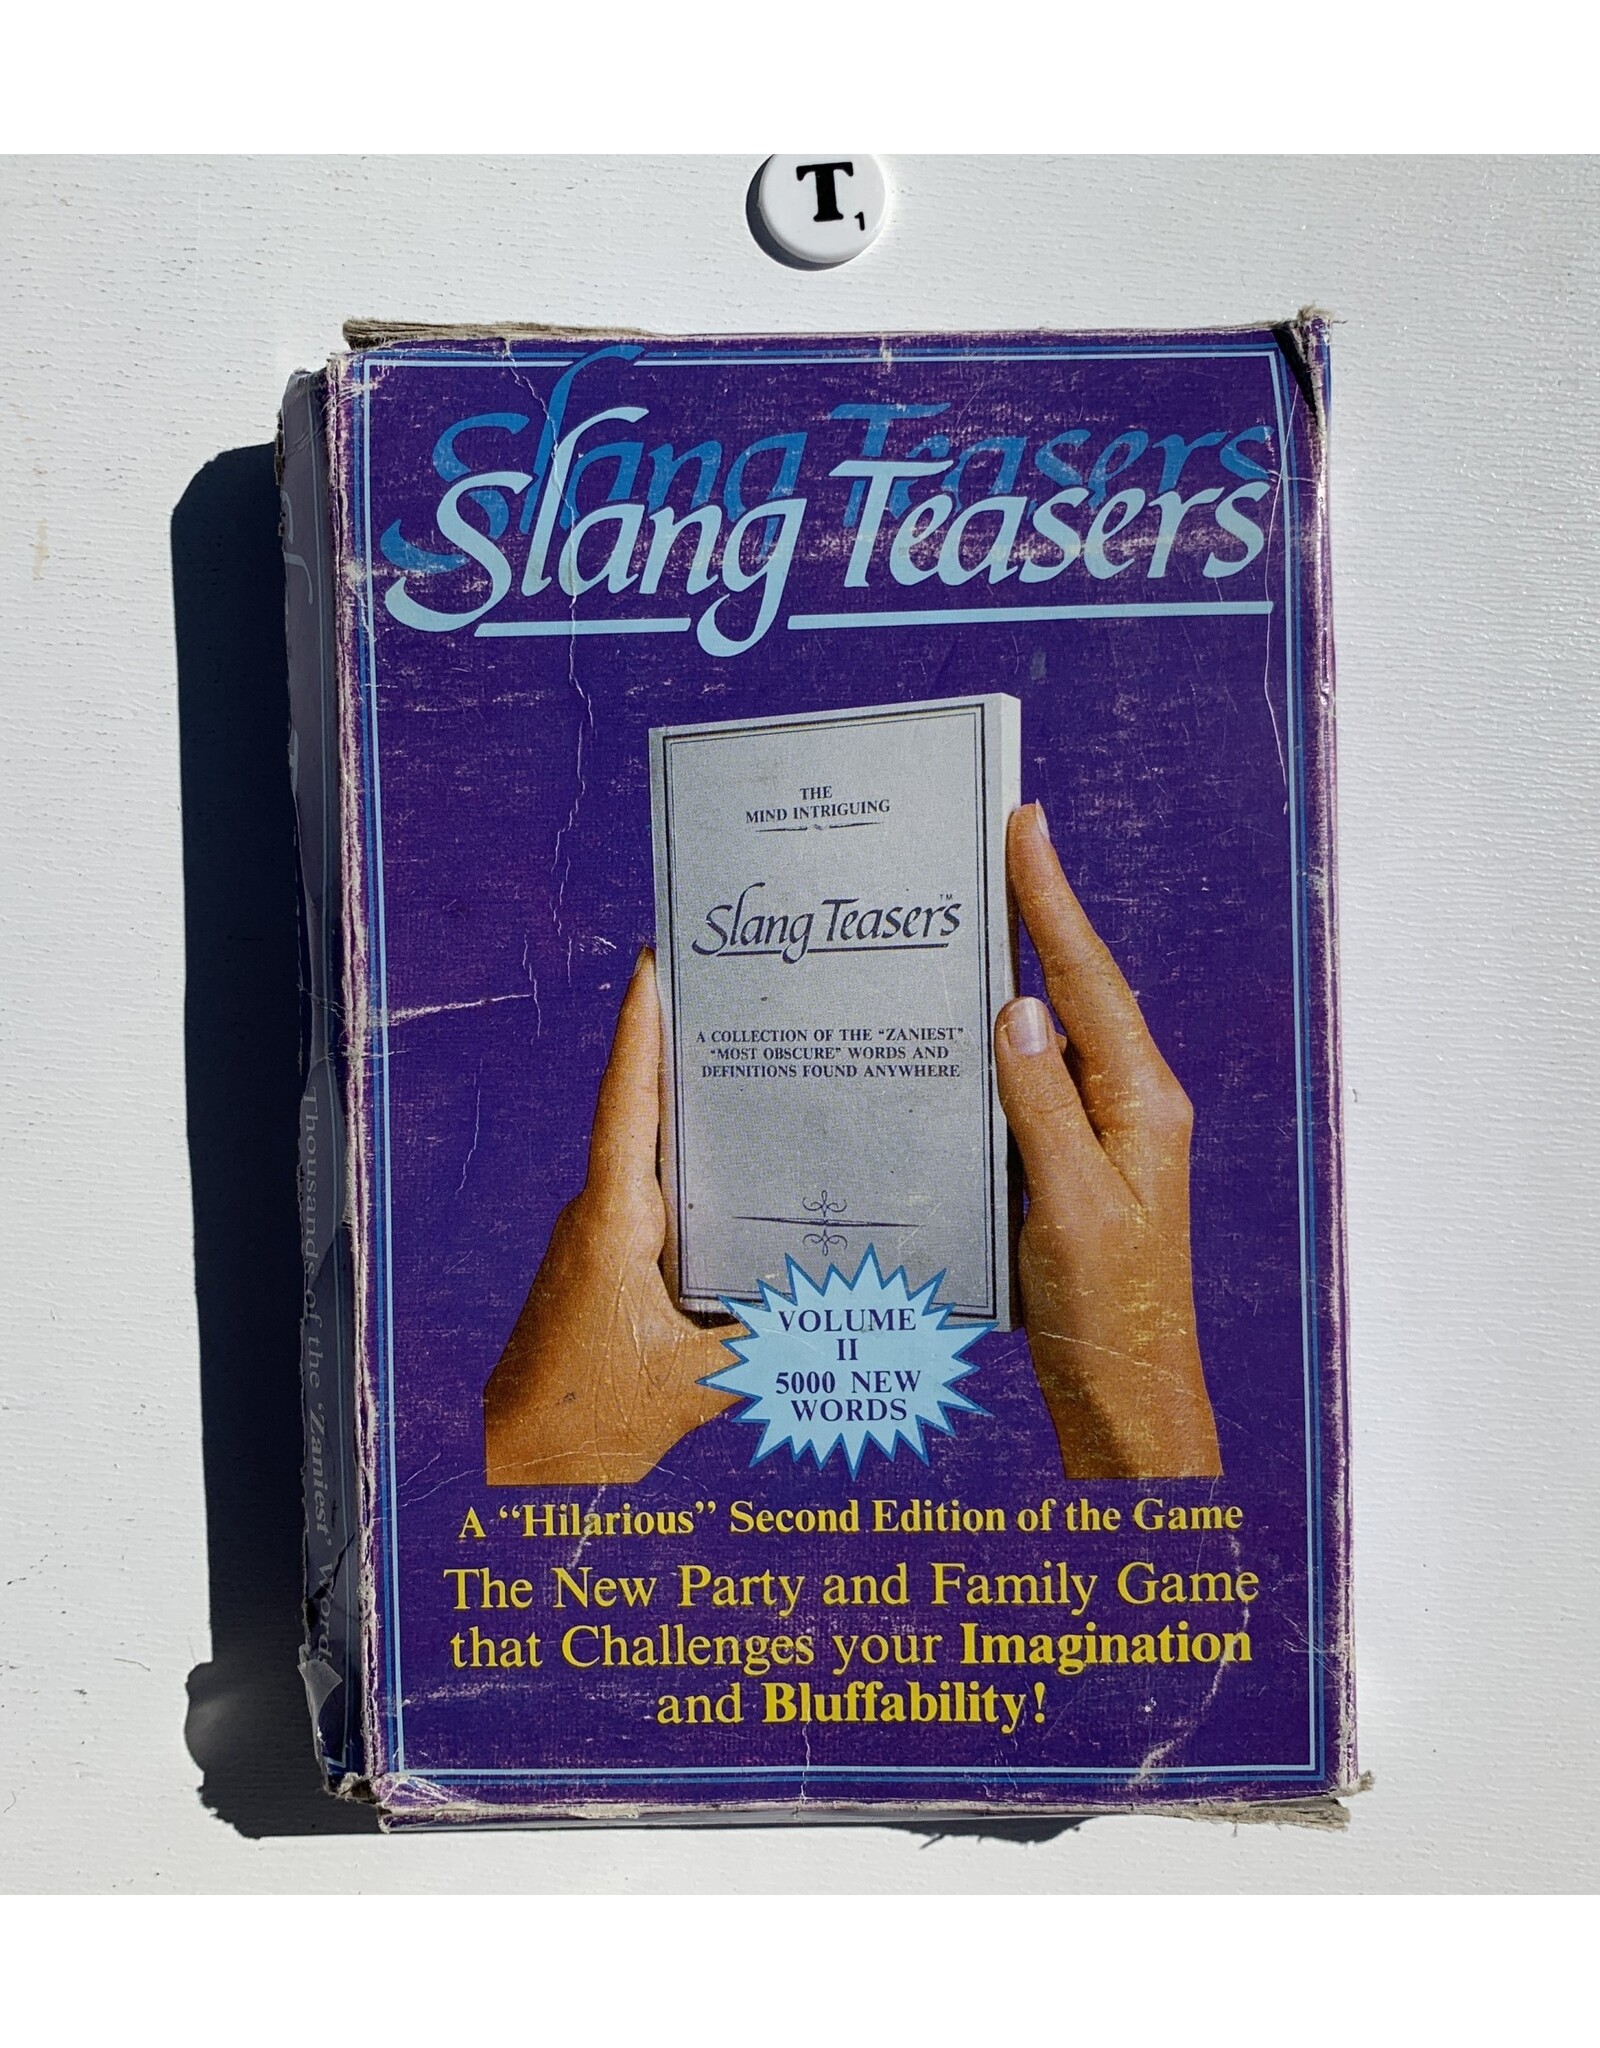 T1
Slang Teasers
Slang Teasers
THE
MIND INTRIGUING
Slang Teasers™
A COLLECTION OF THE "ZANIEST"
"MOST OBSCURE" WORDS AND
DEFINITIONS FOUND ANYWHERE
VOLUME
II
5000 NEW
WORDS
A "Hilarious" Second Edition of the Game
The New Party and Family Game
that Challenges your Imagination
and Bluffability!
Thousands of the 'Zaniest' Words